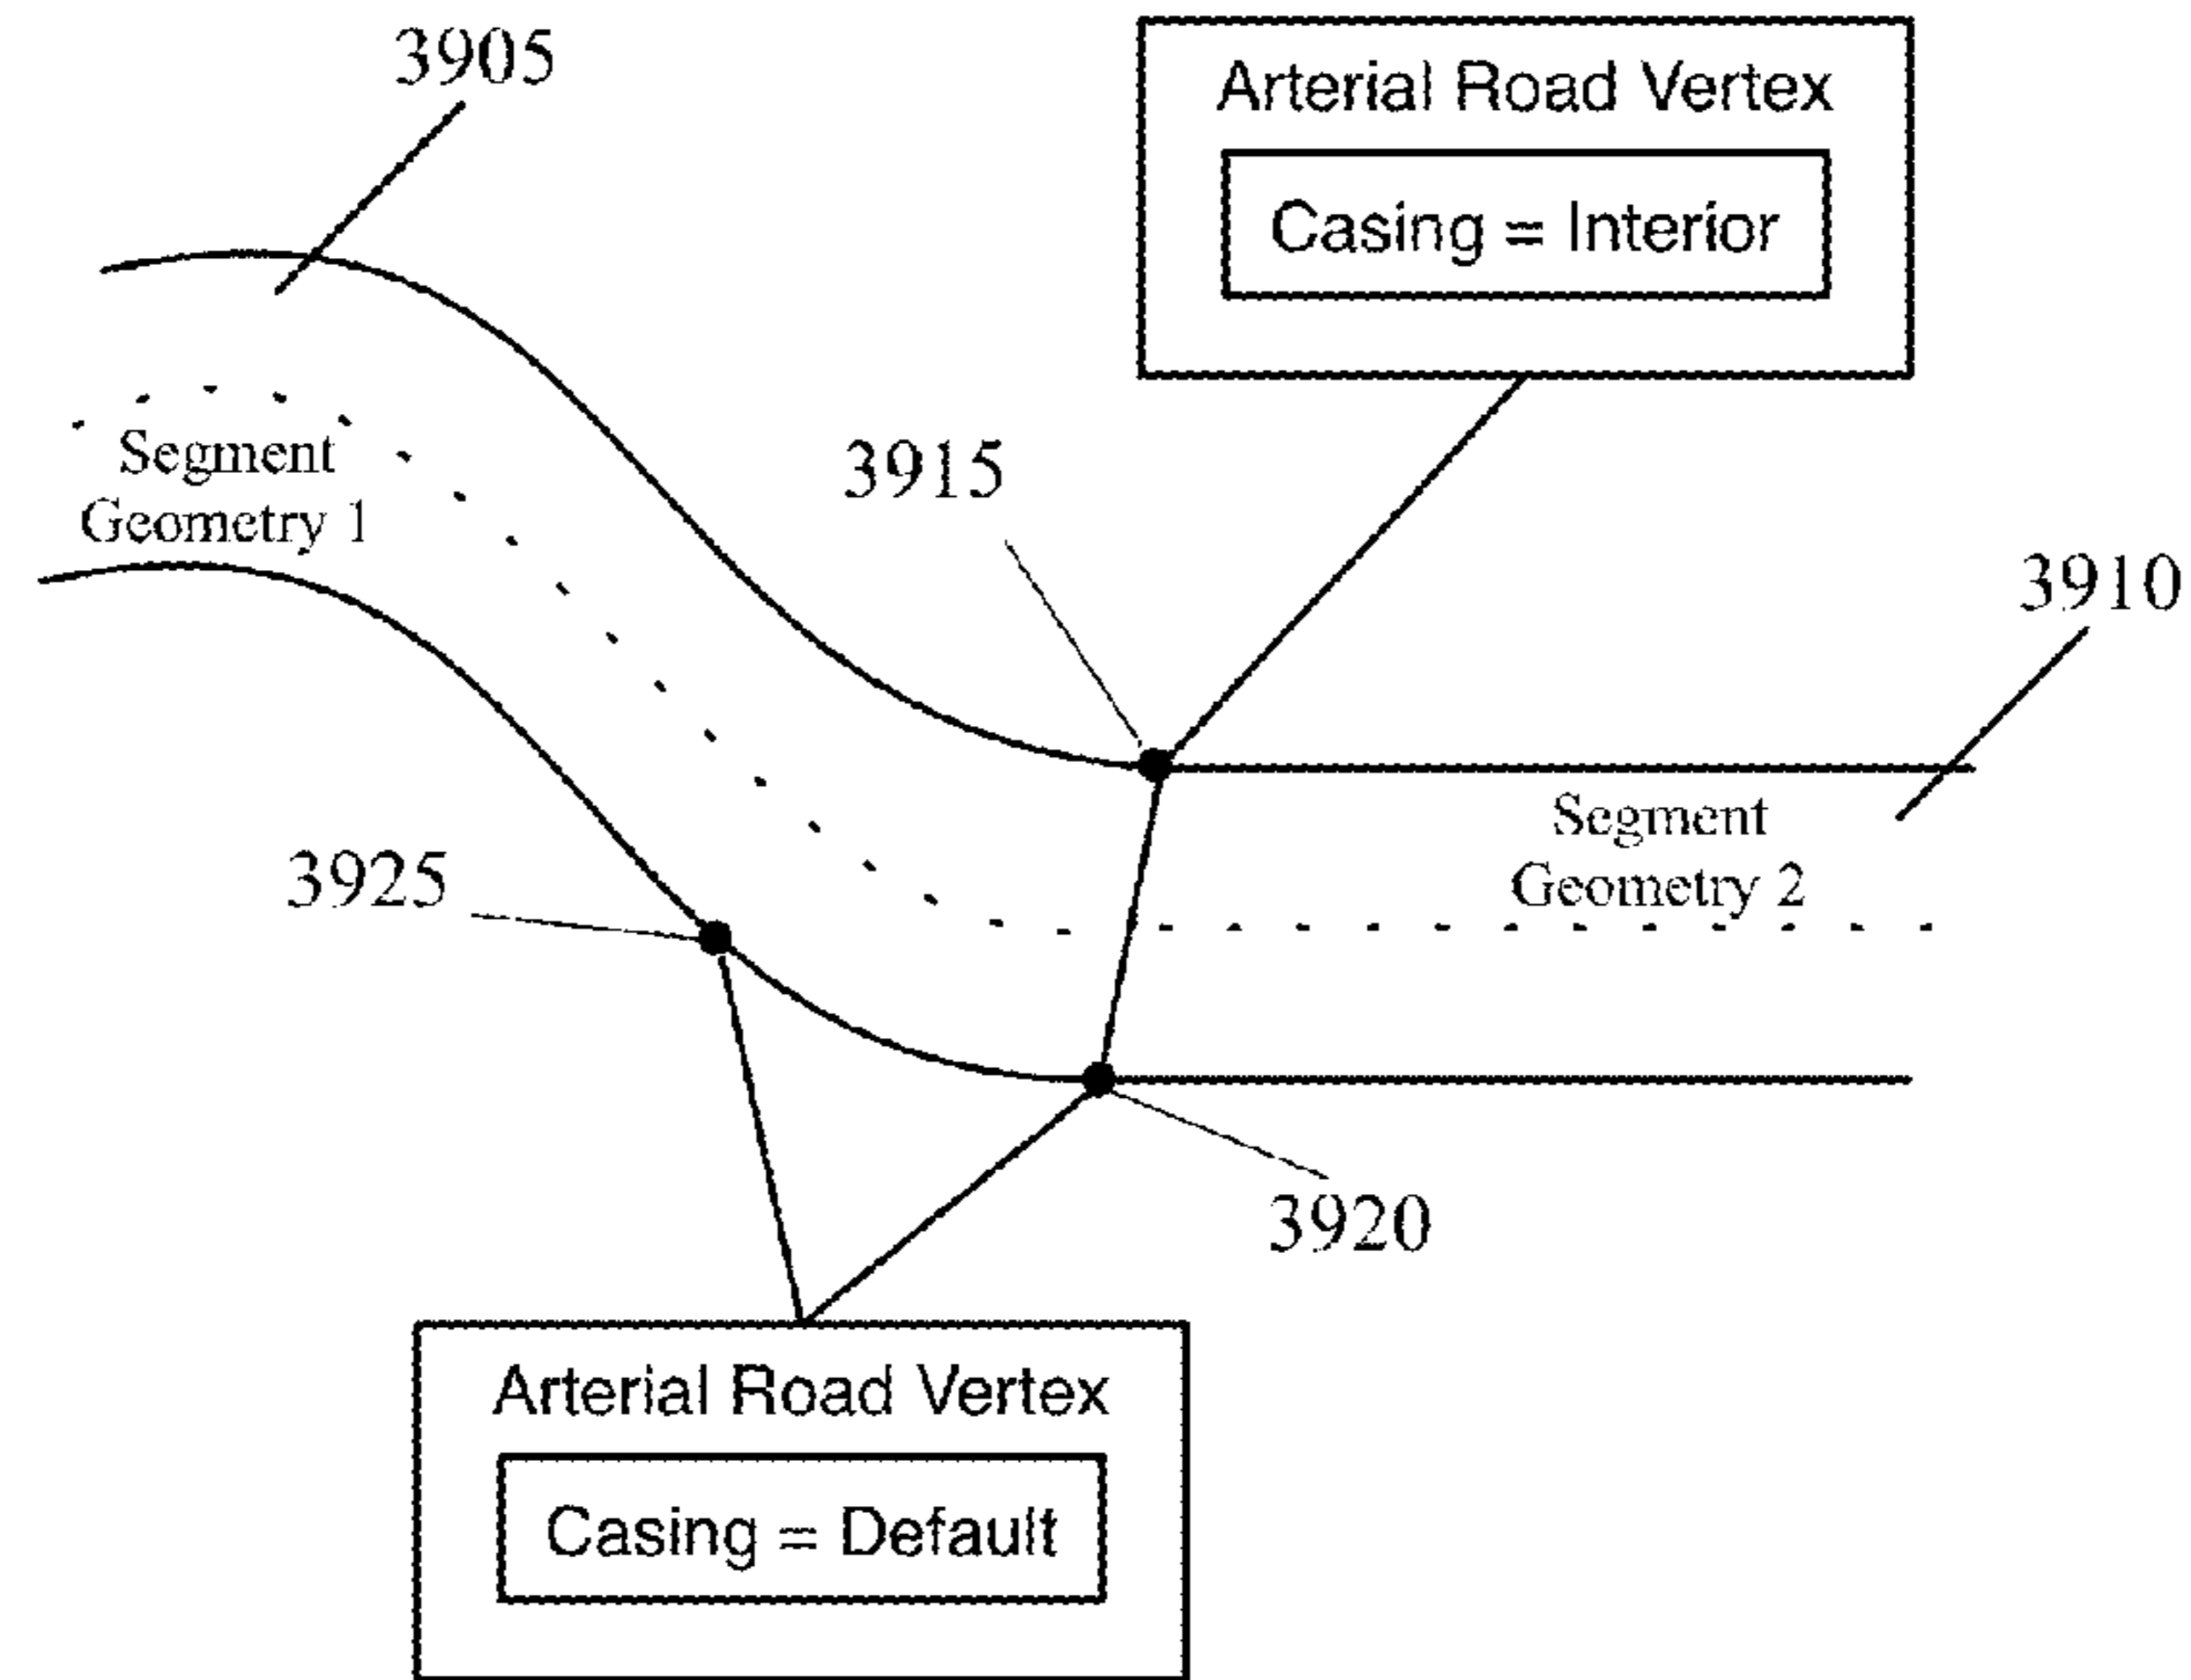 3905
Arterial Road Vertex
Casing = Interior
Segment
Geometry 1
3915
3910
Segment
Geometry 2
3925
3920
Arterial Road Vertex
Casing = Default